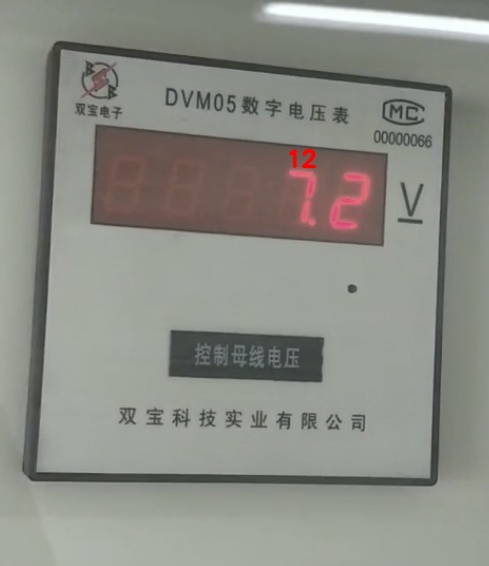 双宝电子
DVM05数字电压表
MC
00000066
12
7.2
V
控制母线电压
双宝科技实业有限公司